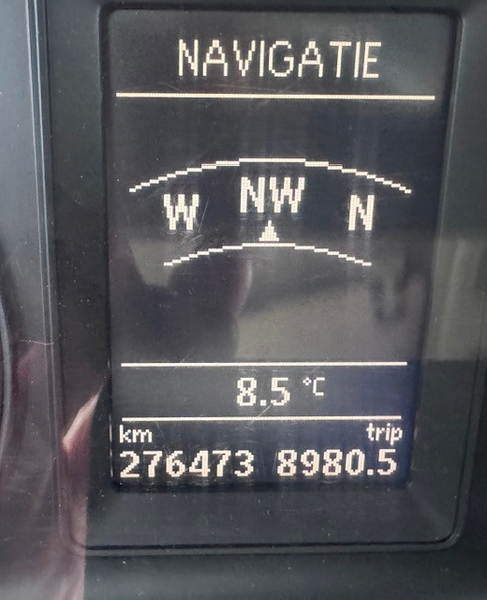 NAVIGATIE
W NW N
8.5 °C
km trip
276473 8980.5